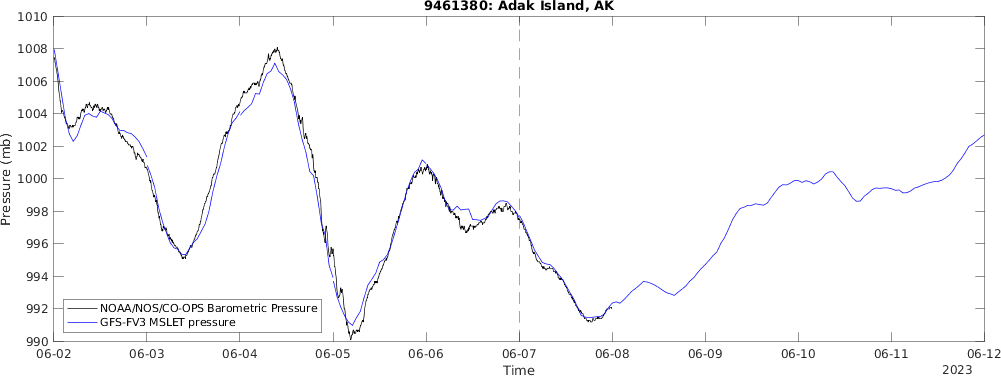 9461380: Adak Island, AK
1010
1008
1006
1004
1002
1000
998
996
994
992
990
Pressure (mb)
NOAA/NOS/CO-OPS Barometric Pressure
GFS-FV3 MSLET pressure
06-02 06-03 06-04 06-05 06-06 06-07 06-08 06-09 06-10 06-11 06-12
Time
2023